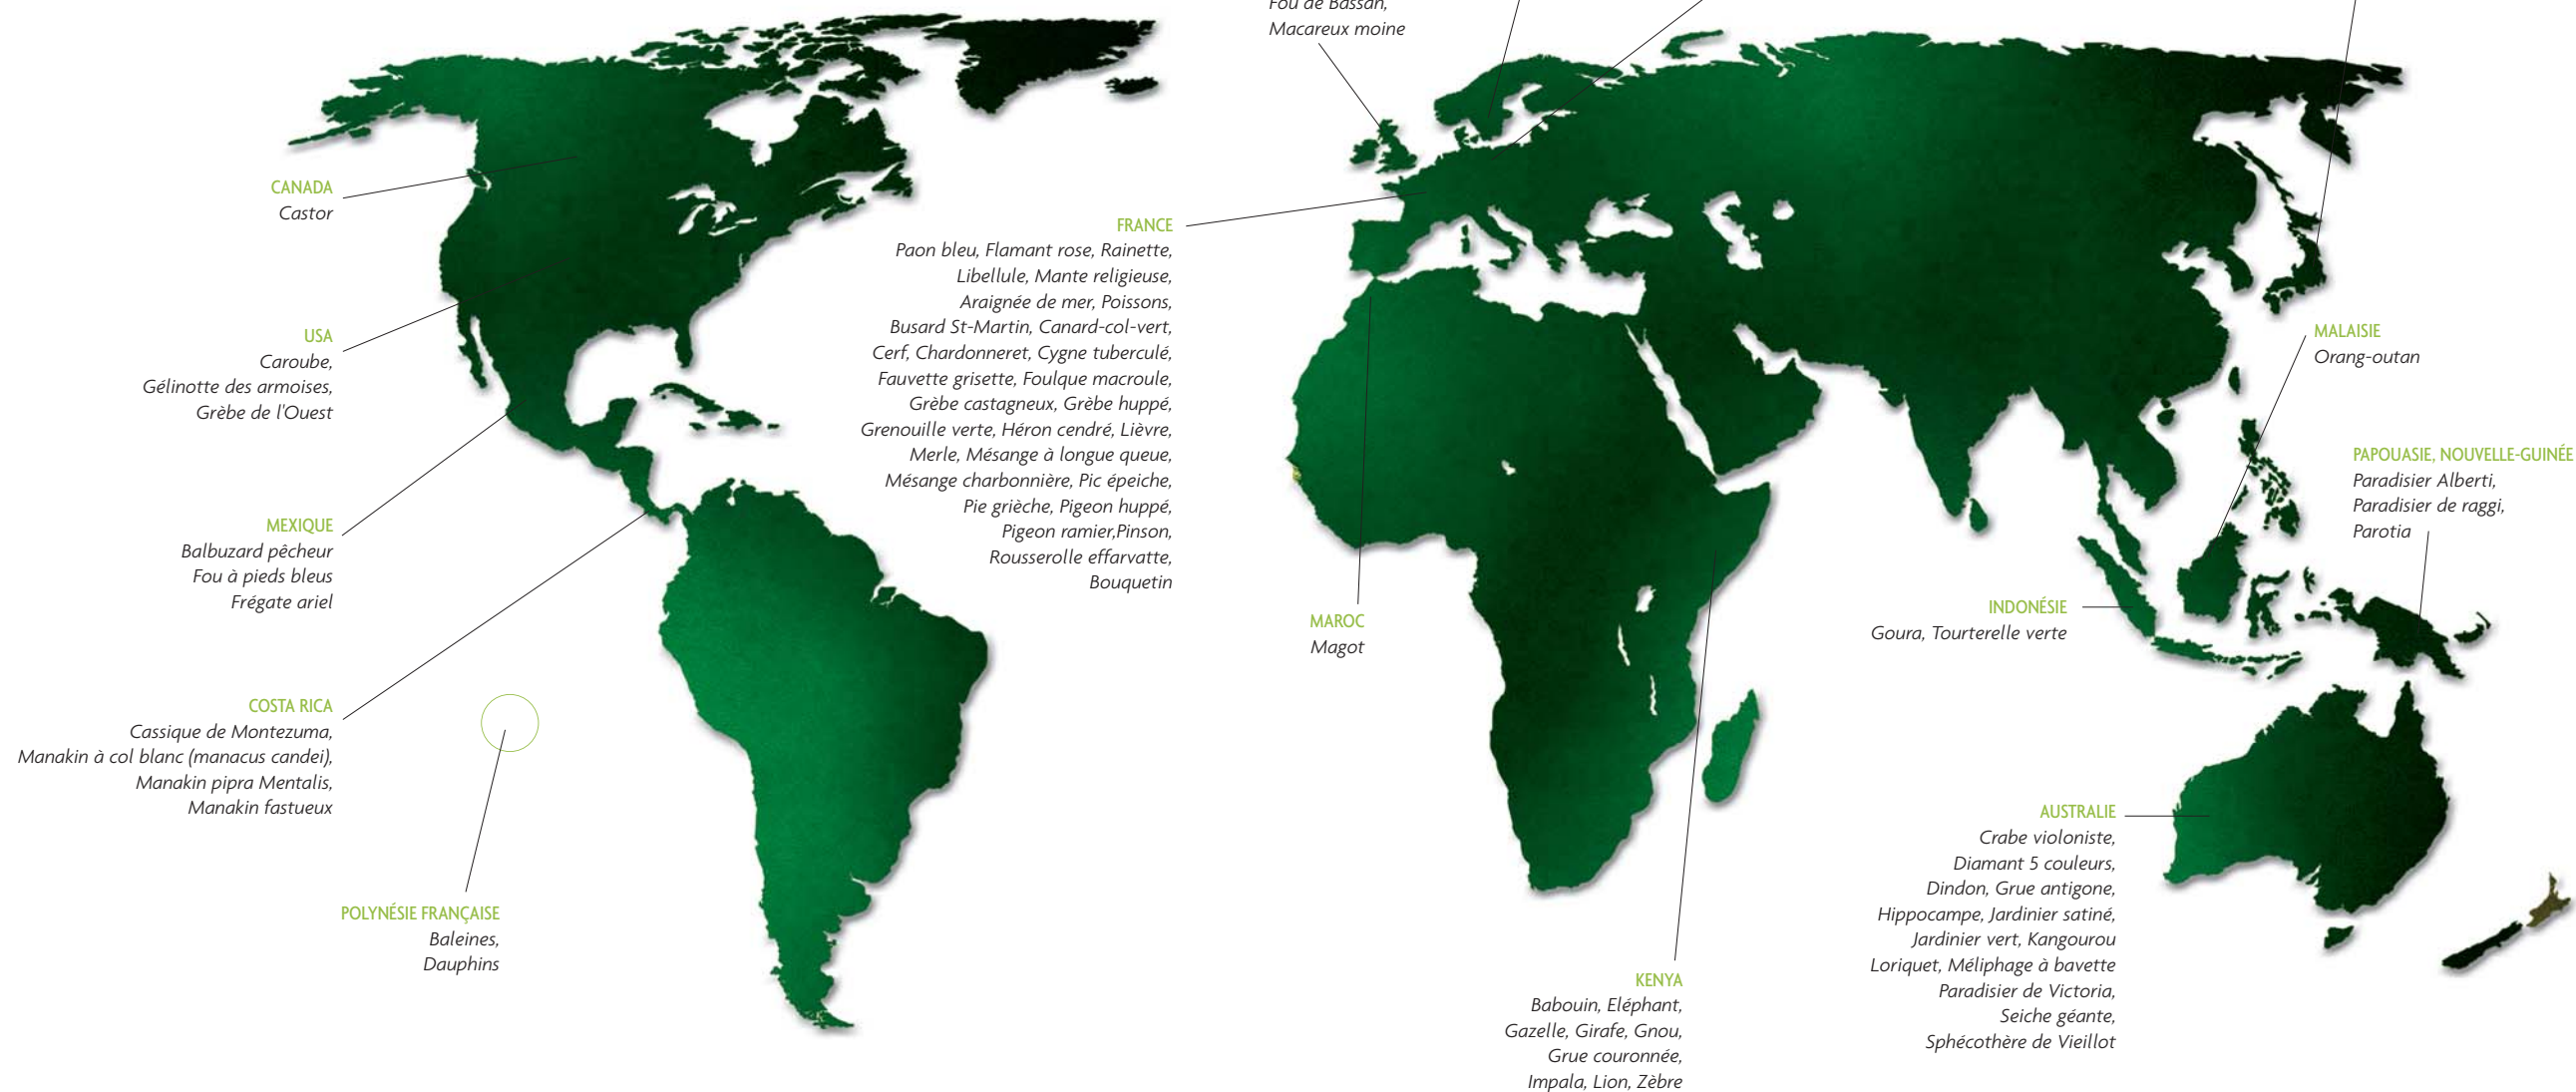 Fou de Bassan,
Macareux moine
CANADA
Castor
FRANCE
Paon bleu, Flamant rose, Rainette,
Libellule, Mante religieuse,
Araignée de mer, Poissons,
Busard St-Martin, Canard-col-vert,
Cerf, Chardonneret, Cygne tuberculé,
Fauvette grisette, Foulque macroule,
Grèbe castagneux, Grèbe huppé,
Grenouille verte, Héron cendré, Lièvre,
Merle, Mésange à longue queue,
Mésange charbonnière, Pic épeiche,
Pie grièche, Pigeon huppé,
Pigeon ramier,Pinson,
Rousserolle effarvatte,
Bouquetin
USA
Caroube,
Gélinotte des armoises,
Grèbe de l'Ouest
MALAISIE
Orang-outan
PAPOUASIE, NOUVELLE-GUINÉE
Paradisier Alberti,
Paradisier de raggi,
Parotia
MEXIQUE
Balbuzard pêcheur
Fou à pieds bleus
Frégate ariel
MAROC
Magot
INDONÉSIE
Goura, Tourterelle verte
COSTA RICA
Cassique de Montezuma,
Manakin à col blanc (manacus candei),
Manakin pipra Mentalis,
Manakin fastueux
POLYNÉSIE FRANÇAISE
Baleines,
Dauphins
KENYA
Babouin, Eléphant,
Gazelle, Girafe, Gnou,
Grue couronnée,
Impala, Lion, Zèbre
AUSTRALIE
Crabe violoniste,
Diamant 5 couleurs,
Dindon, Grue antigone,
Hippocampe, Jardinier satiné,
Jardinier vert, Kangourou
Loriquet, Méliphage à bavette
Paradisier de Victoria,
Seiche géante,
Sphécothère de Vieillot